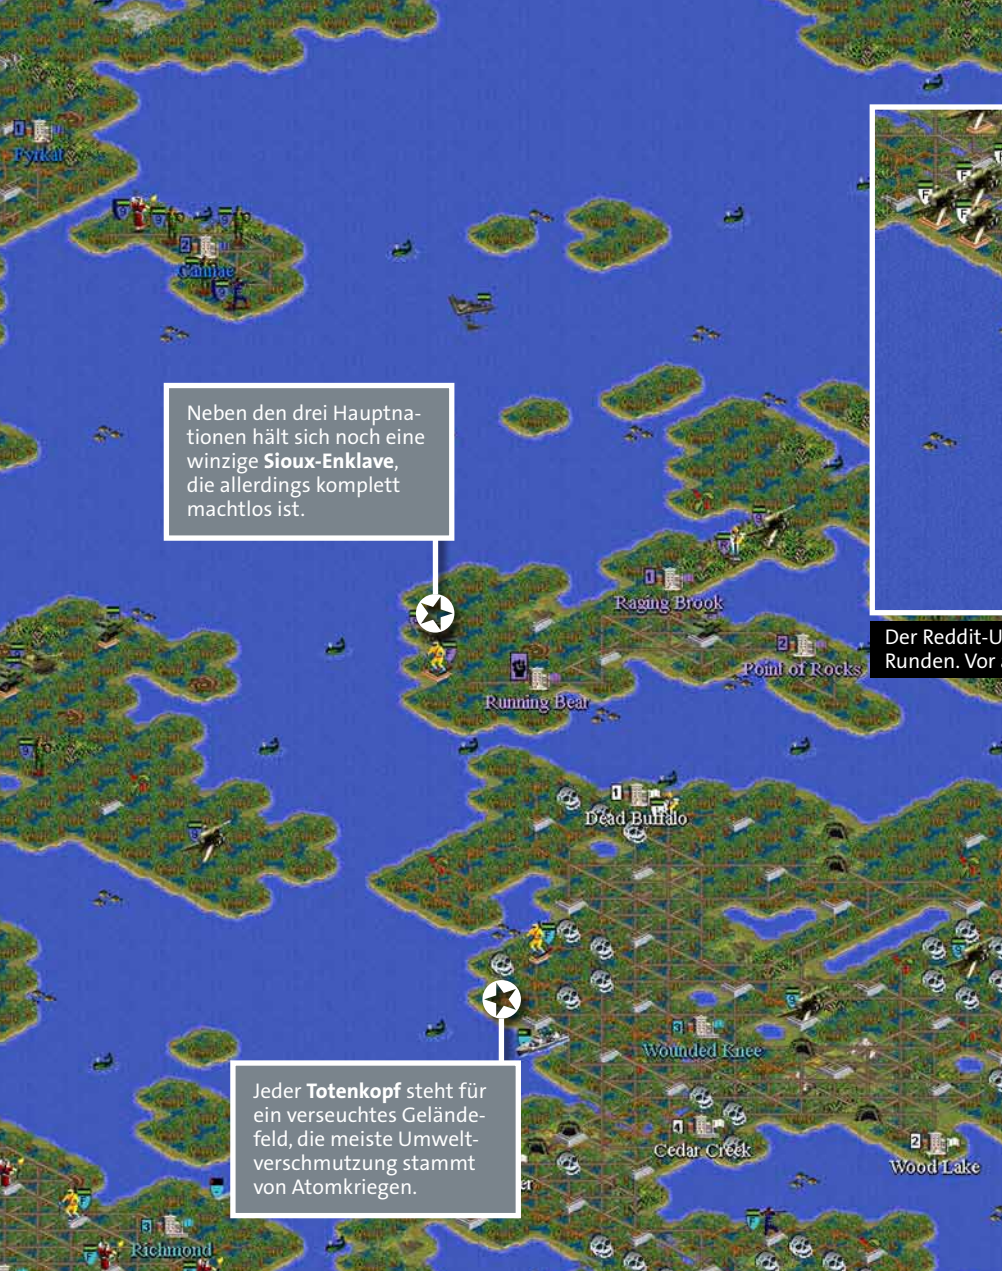 Fyrkat
Caniae
Neben den drei Hauptna-
tionen hält sich noch eine
winzige Sioux-Enklave,
die allerdings komplett
machtlos ist.
Raging Brook
Der Reddit-U
Runden. Vor
Point of Rocks
Running Bear
Dead Buffalo
Wounded Knee
Jeder Totenkopf steht für
ein verseuchtes Gelände-
feld, die meiste Umwelt-
verschmutzung stammt
von Atomkriegen.
Cedar Creek
Wood Lake
er
Richmond